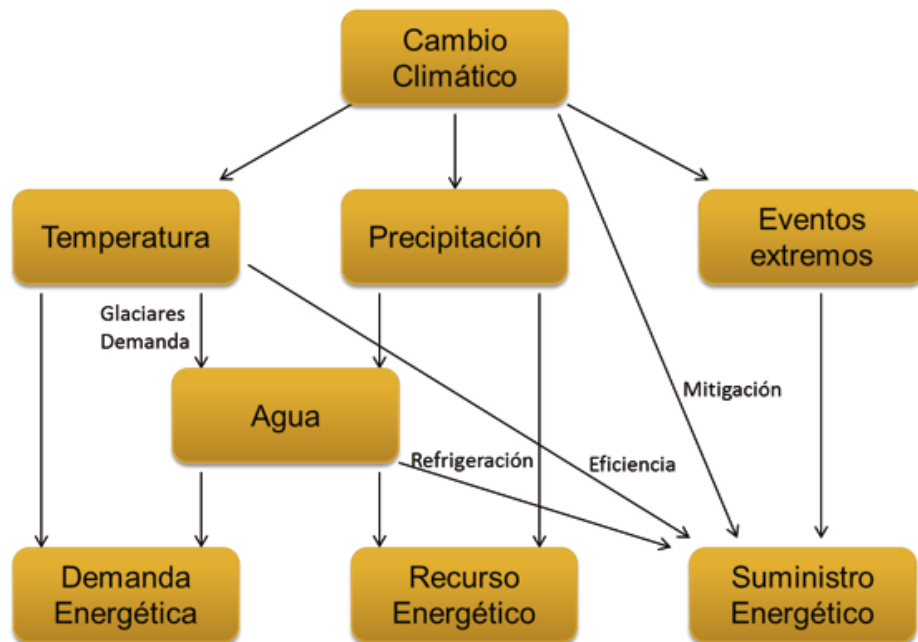 Cambio
Climático
Temperatura
Precipitación
Eventos
extremos
Glaciares
Demanda
Mitigación
Agua
Refrigeración
Eficiencia
Demanda
Energética
Recurso
Energético
Suministro
Energético